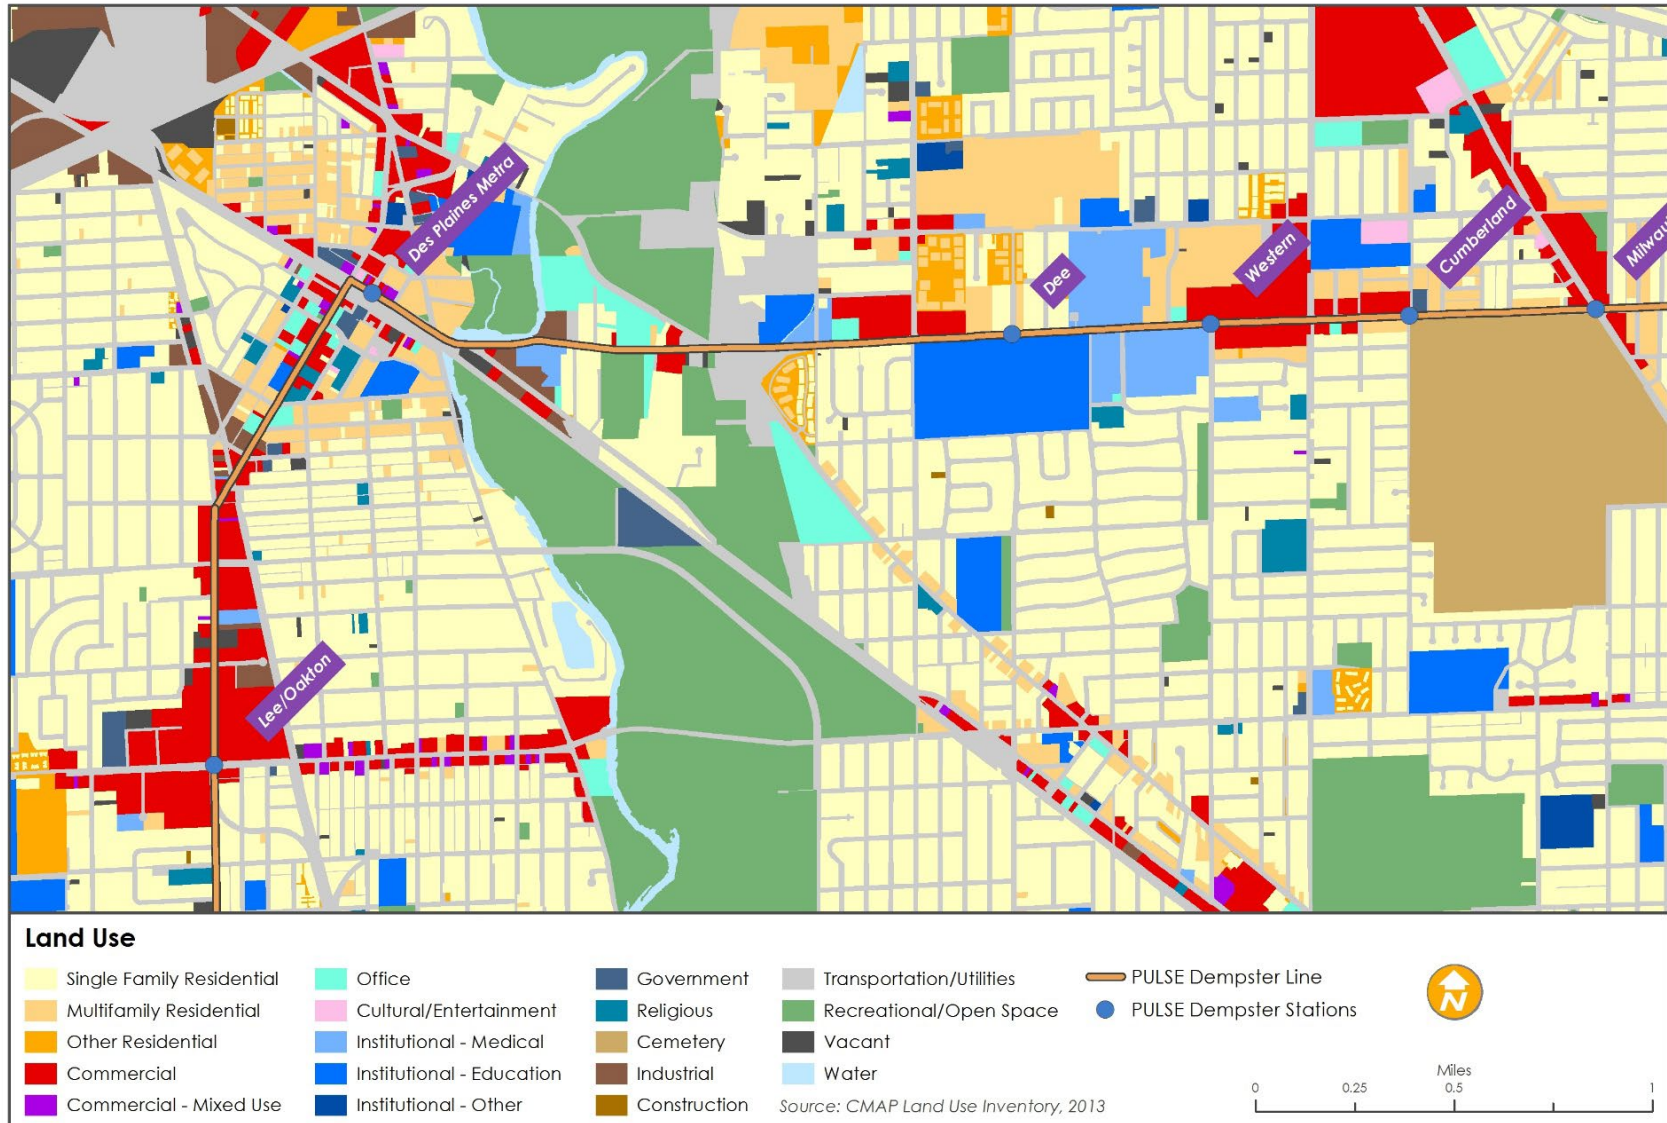 Des Plaines Metra
Dee
Western
Cumberland
Lee/Oakton
Land Use
Single Family Residential
Multifamily Residential
Other Residential
Commercial
Commercial - Mixed Use
Office
Cultural/Entertainment
Institutional - Medical
Institutional - Education
Institutional - Other
Government
Religious
Cemetery
Industrial
Construction
Transportation/Utilities
Recreational/Open Space
Vacant
Water
Source: CMAP Land Use Inventory, 2013
PULSE Dempster Line
PULSE Dempster Stations
N
Miles
0 0.25 0.5 1